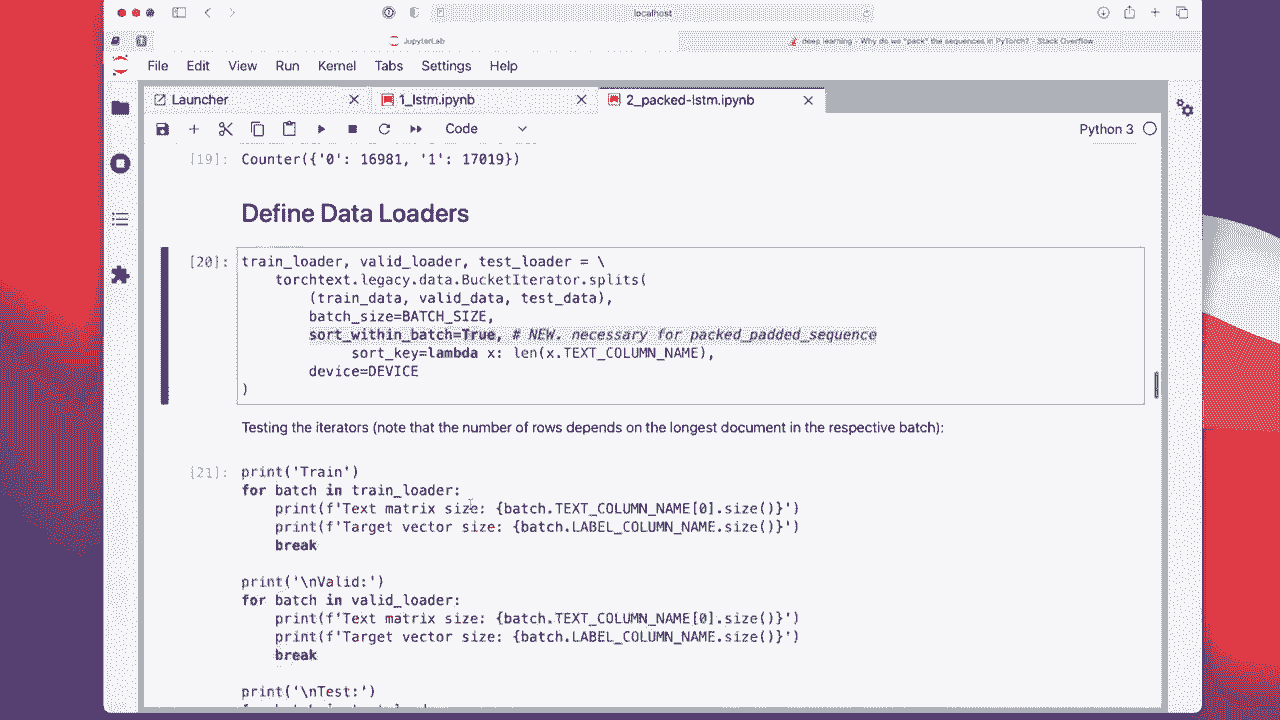 localhost
JupyterLab
deep learning - Why do we "pack" the sequences in PyTorch? - Stack Overflow
File Edit View Run Kernel Tabs Settings Help
Launcher 1_lstm.ipynb 2_packed-lstm.ipynb
Code Python 3
[19]: Counter({'0': 16981, '1': 17019})
Define Data Loaders
[20]: train_loader, valid_loader, test_loader = \
torchtext.legacy.data.BucketIterator.splits(
(train_data, valid_data, test_data),
batch_size=BATCH_SIZE,
sort_within_batch=True, # NEW. necessary for packed_padded_sequence
sort_key=lambda x: len(x.TEXT_COLUMN_NAME),
device=DEVICE
)
Testing the iterators (note that the number of rows depends on the longest document in the respective batch):
[21]: print('Train')
for batch in train_loader:
print(f'Text matrix size: {batch.TEXT_COLUMN_NAME[0].size()}')
print(f'Target vector size: {batch.LABEL_COLUMN_NAME.size()}')
break
print('\nValid:')
for batch in valid_loader:
print(f'Text matrix size: {batch.TEXT_COLUMN_NAME[0].size()}')
print(f'Target vector size: {batch.LABEL_COLUMN_NAME.size()}')
break
print('\nTest:')